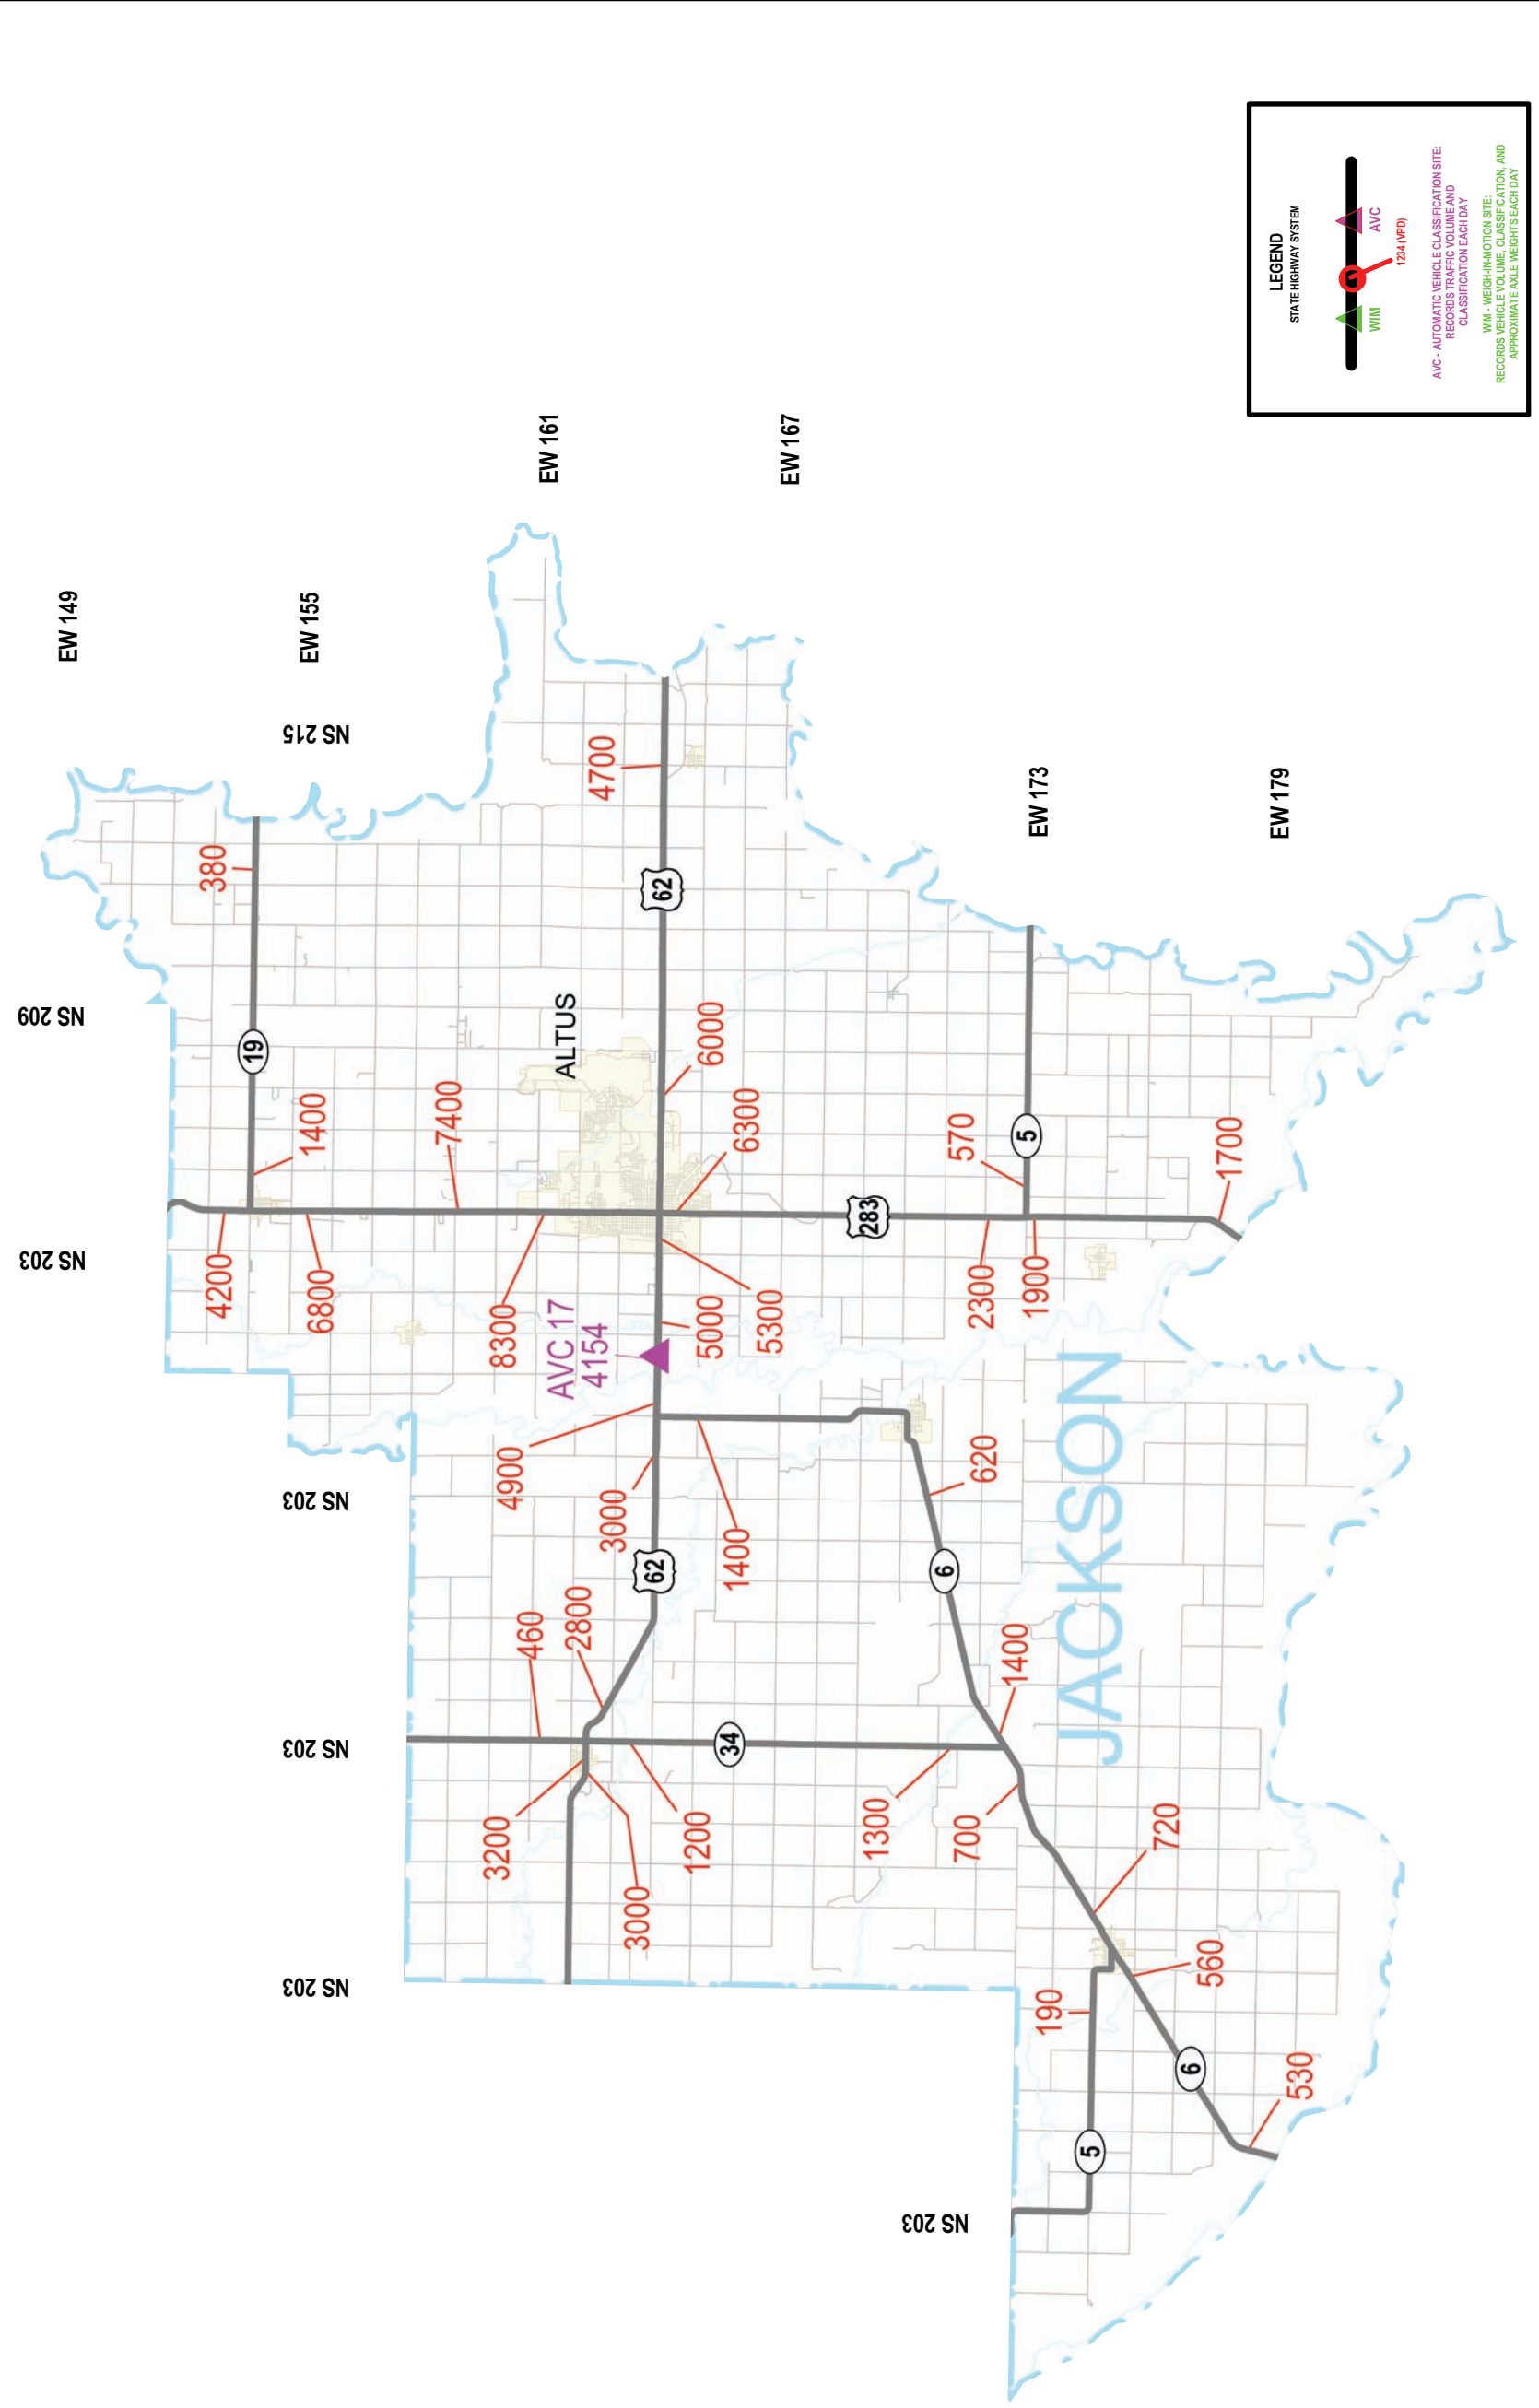 NS 203
NS 209
EW 149
4200
380
NS 203
NS 203
NS 203
NS 215
EW 155
6800
1400
19
7400
3200
8300
4900
460
EW 161
AVC 17
4154
2800
ALTUS
3000
4700
3000
62
62
1200
5000
6000
34
1400
6300
5300
EW 167
1300
283
NS 203
6
700
2300
620
570
1400
5
190
1900
EW 173
5
JACKSON
720
6
560
1700
530
EW 179
LEGEND
STATE HIGHWAY SYSTEM
WIM
AVC
1234 (VPD)
AVC - AUTOMATIC VEHICLE CLASSIFICATION SITE:
RECORDS TRAFFIC VOLUME AND
CLASSIFICATION EACH DAY
WIM - WEIGH-IN-MOTION SITE:
RECORDS VEHICLE VOLUME, CLASSIFICATION, AND
APPROXIMATE AXLE WEIGHTS EACH DAY